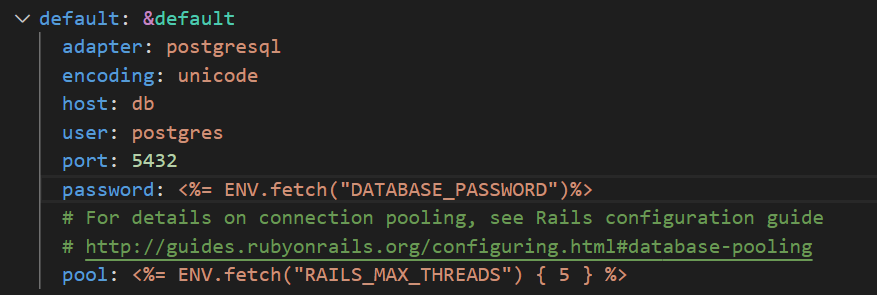 default: &default
adapter: postgresql
encoding: unicode
host: db
user: postgres
port: 5432
password: <%= ENV.fetch("DATABASE_PASSWORD")%>
# For details on connection pooling, see Rails configuration guide
# http://guides.rubyonrails.org/configuring.html#database-pooling
pool: <%= ENV.fetch("RAILS_MAX_THREADS") { 5 } %>